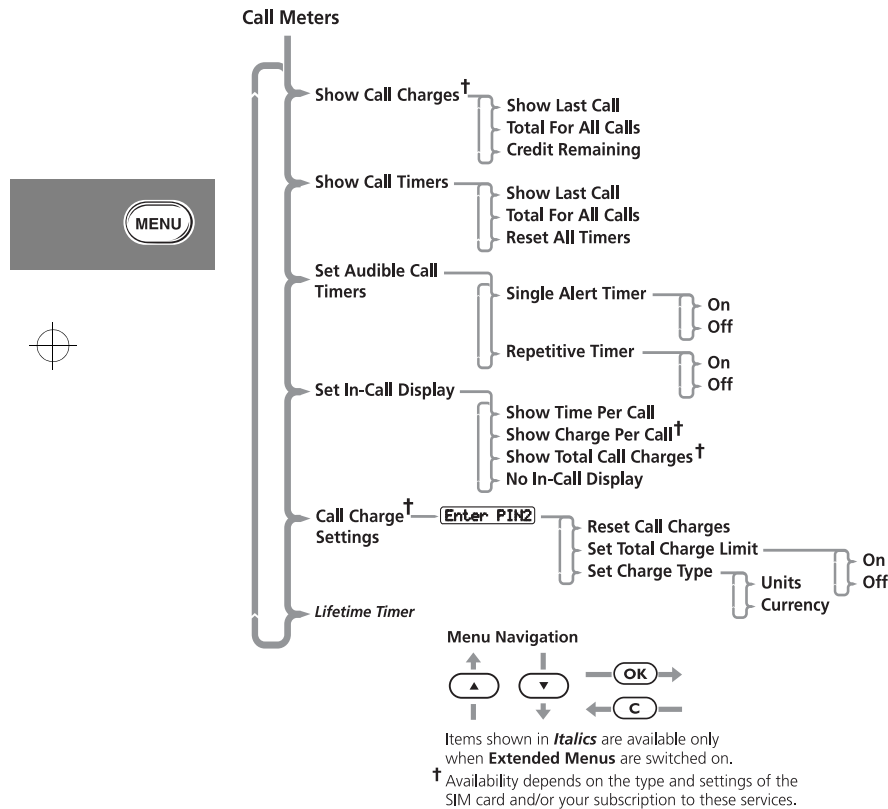 Call Meters
Show Call Charges†
Show Last Call
Total For All Calls
Credit Remaining
MENU
Show Call Timers
Show Last Call
Total For All Calls
Reset All Timers
Set Audible Call
Timers
Single Alert Timer
On
Off
Repetitive Timer
On
Off
Set In-Call Display
Show Time Per Call
Show Charge Per Call†
Show Total Call Charges†
No In-Call Display
Call Charge†
Settings
Enter PIN2
Reset Call Charges
Set Total Charge Limit
On
Off
Set Charge Type
Units
Currency
Lifetime Timer
Menu Navigation
OK
C
Items shown in Italics are available only
when Extended Menus are switched on.
† Availability depends on the type and settings of the
SIM card and/or your subscription to these services.